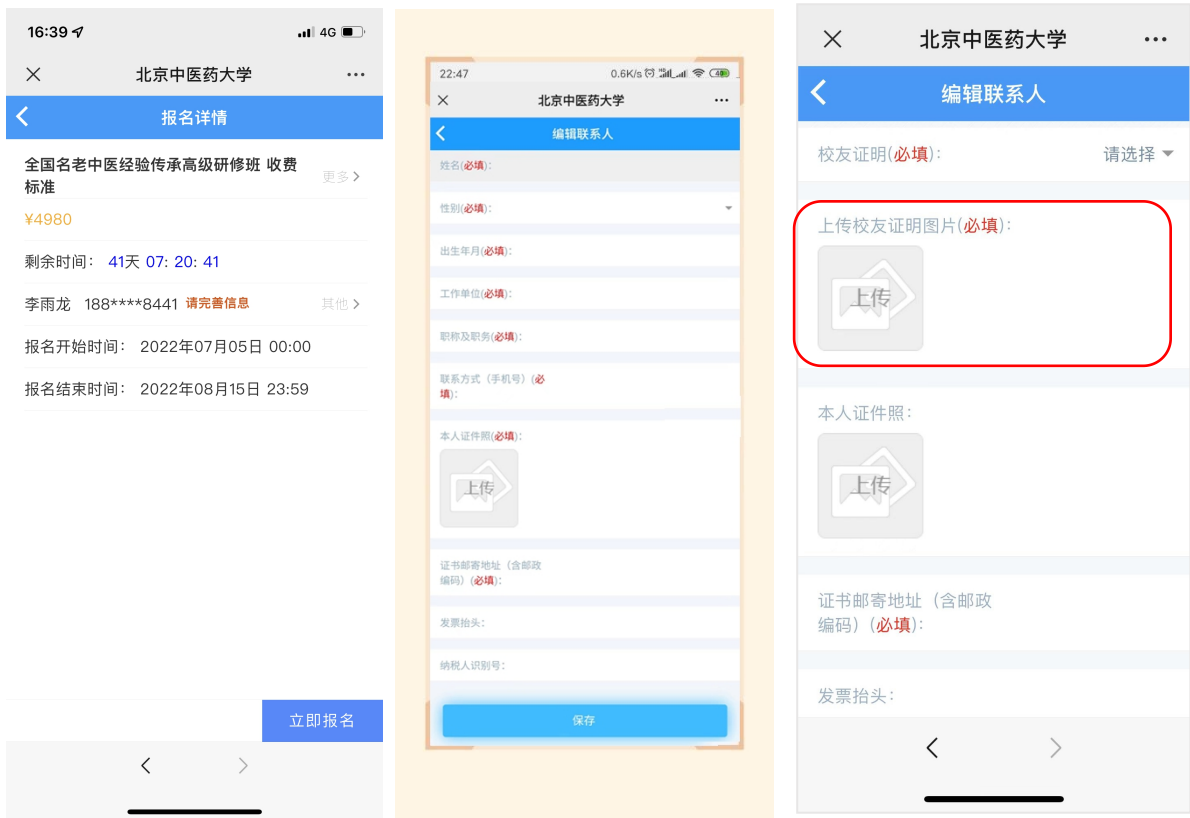 16:39
4G
北京中医药大学
报名详情
全国名老中医经验传承高级研修班 收费
标准
更多
¥4980
剩余时间： 41天 07: 20: 41
李雨龙 188****8441 请完善信息 其他
报名开始时间： 2022年07月05日 00:00
报名结束时间： 2022年08月15日 23:59
立即报名
22:47
0.6K/s
北京中医药大学
编辑联系人
姓名(必填):
性别(必填):
出生年月(必填):
工作单位(必填):
职称及职务(必填):
联系方式（手机号）(必
填):
本人证件照(必填):
上传
证书邮寄地址（含邮政
编码）(必填):
发票抬头:
纳税人识别号:
保存
北京中医药大学
编辑联系人
校友证明(必填): 请选择
上传校友证明图片(必填):
上传
本人证件照:
上传
证书邮寄地址（含邮政
编码）(必填):
发票抬头: